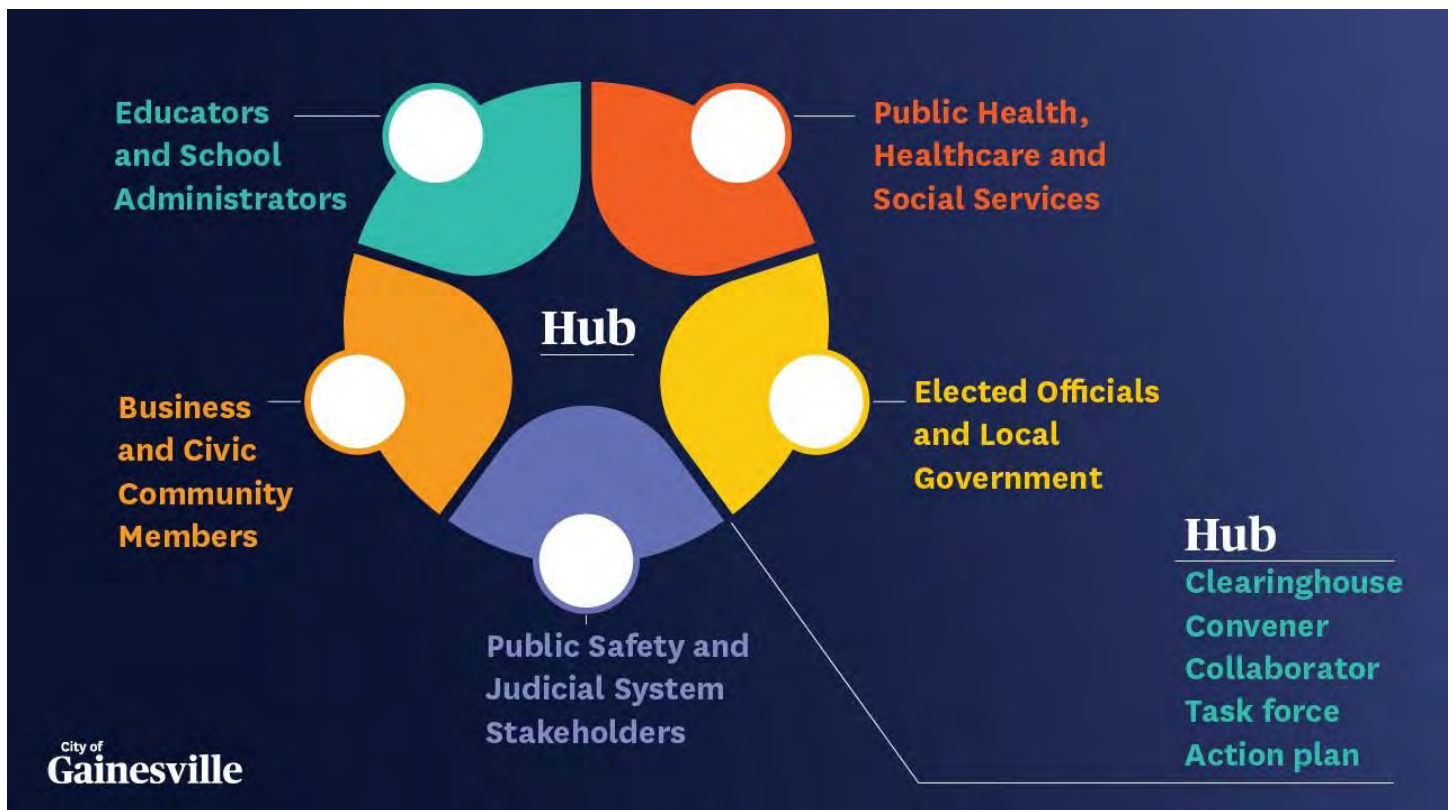 Educators
and School
Administrators
Public Health,
Healthcare and
Social Services
Hub
Business
and Civic
Community
Members
Elected Officials
and Local
Government
Public Safety and
Judicial System
Stakeholders
Hub
Clearinghouse
Convener
Collaborator
Task force
Action plan
City of
Gainesville